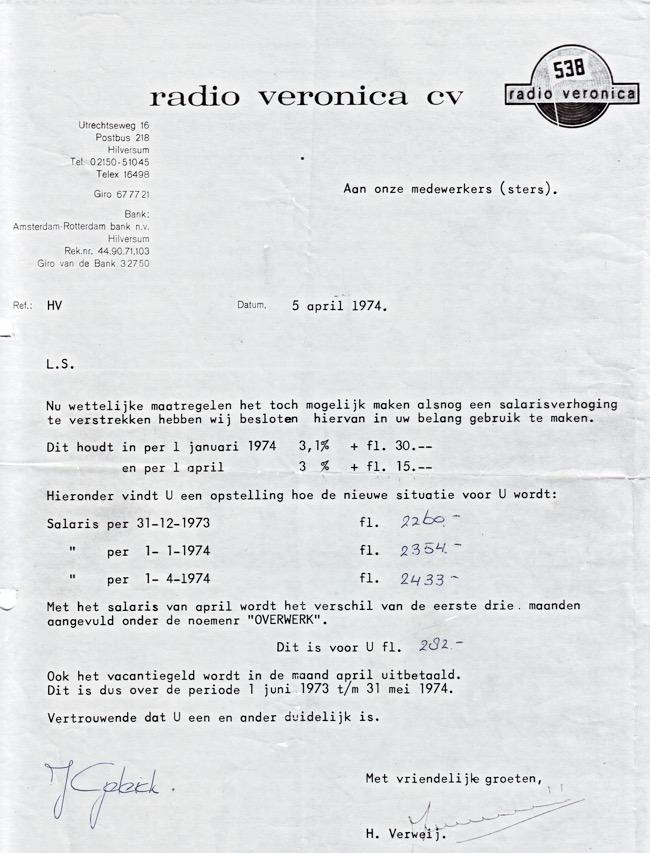 538
radio veronica
radio veronica cv
Utrechtseweg 16
Postbus 218
Hilversum
Tel: 02150-51045
Telex 16498
Giro 677721
Bank:
Amsterdam-Rotterdam bank n.v.
Hilversum
Rek.nr. 44.90.71.103
Giro van de Bank 32750
Aan onze medewerkers (sters).
Ref.: HV Datum. 5 april 1974.
L.S.
Nu wettelijke maatregelen het toch mogelijk maken alsnog een salarisverhoging
te verstrekken hebben wij besloten hiervan in uw belang gebruik te maken.
Dit houdt in per 1 januari 1974 3,1% + fl. 30.--
en per 1 april 3 % + fl. 15.--
Hieronder vindt U een opstelling hoe de nieuwe situatie voor U wordt:
Salaris per 31-12-1973 fl. 2260.-
" per 1- 1-1974 fl. 2354.-
" per 1- 4-1974 fl. 2433-
Met het salaris van april wordt het verschil van de eerste drie. maanden
aangevuld onder de noemenr "OVERWERK".
Dit is voor U fl. 282.-
Ook het vacantiegeld wordt in de maand april uitbetaald.
Dit is dus over de periode 1 juni 1973 t/m 31 mei 1974.
Vertrouwende dat U een en ander duidelijk is.
Met vriendelijke groeten,
H. Verweij.